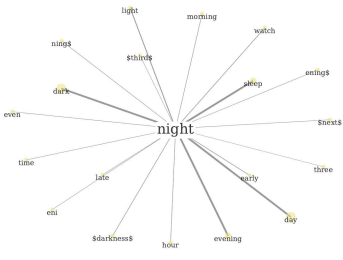 light
morning
watch
ning$
$third$
dark
sleep
ening$
even
night
$next$
time
late
early
three
eni
day
$darkness$
hour
evening